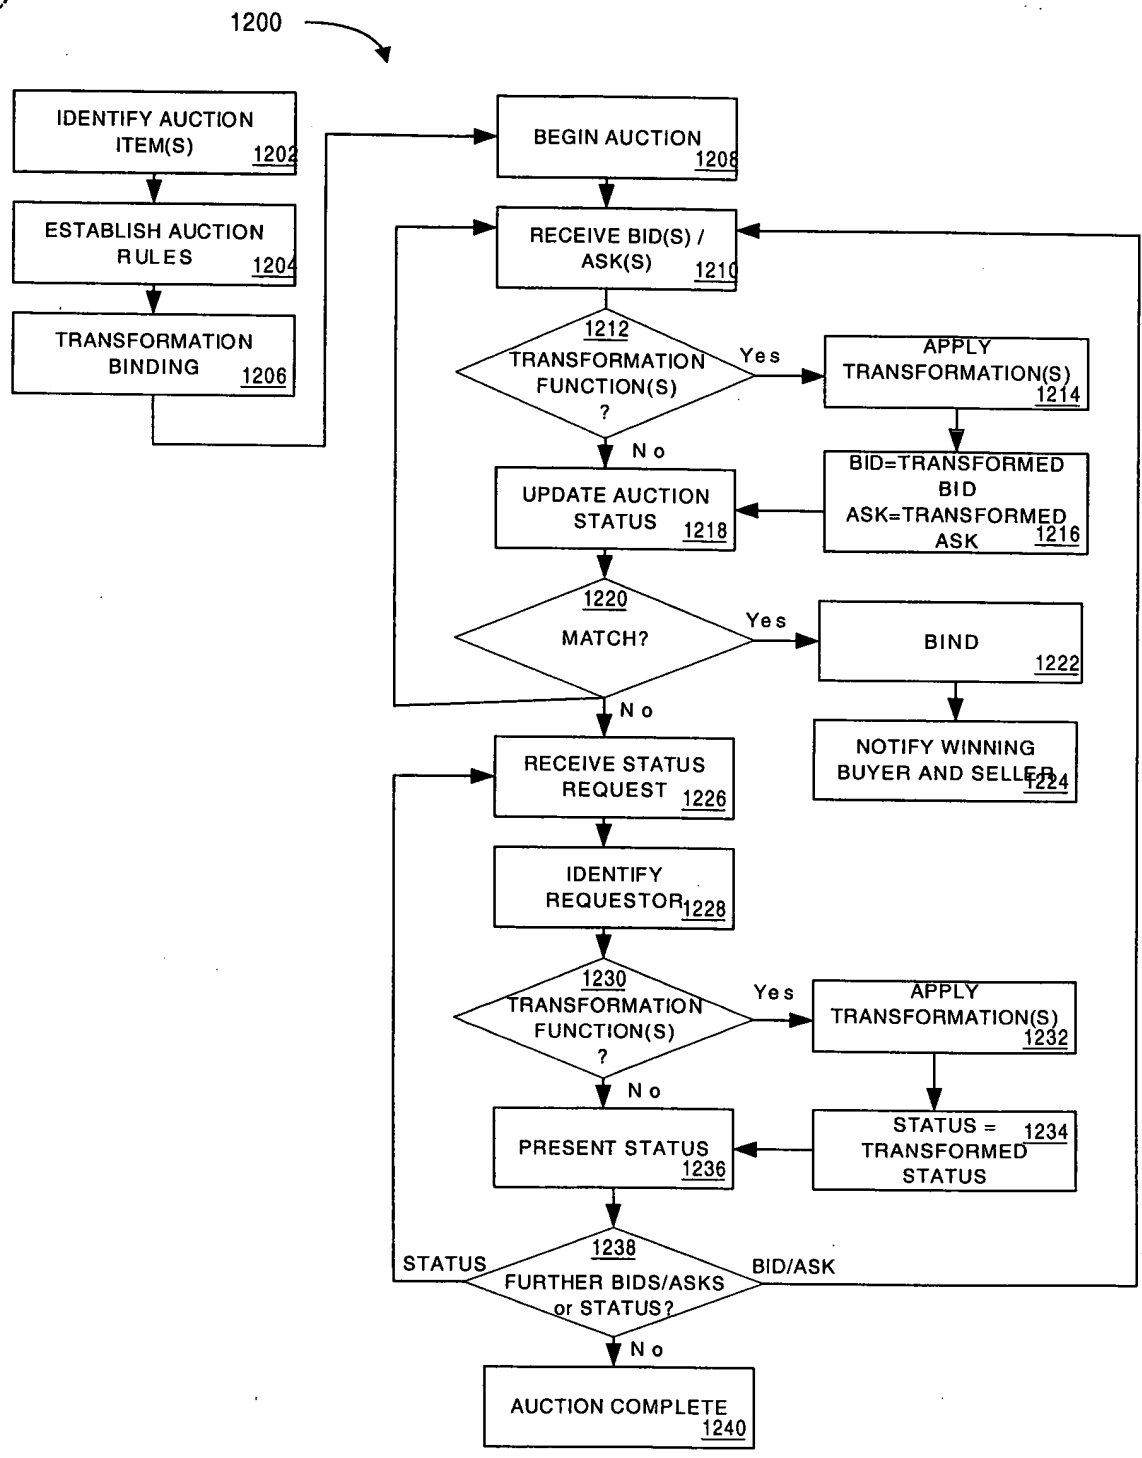 1200
IDENTIFY AUCTION
ITEM(S)
1202
ESTABLISH AUCTION
RULES
1204
TRANSFORMATION
BINDING
1206
BEGIN AUCTION
1208
RECEIVE BID(S) /
ASK(S)
1210
1212
TRANSFORMATION
FUNCTION(S)
?
Yes
No
APPLY
TRANSFORMATION(S)
1214
BID=TRANSFORMED
BID
ASK=TRANSFORMED
ASK
1216
UPDATE AUCTION
STATUS
1218
1220
MATCH?
Yes
No
BIND
1222
NOTIFY WINNING
BUYER AND SELLER
1224
RECEIVE STATUS
REQUEST
1226
IDENTIFY
REQUESTOR
1228
1230
TRANSFORMATION
FUNCTION(S)
?
Yes
No
APPLY
TRANSFORMATION(S)
1232
STATUS =
TRANSFORMED
STATUS
1234
PRESENT STATUS
1236
1238
FURTHER BIDS/ASKS
or STATUS?
STATUS
BID/ASK
No
AUCTION COMPLETE
1240